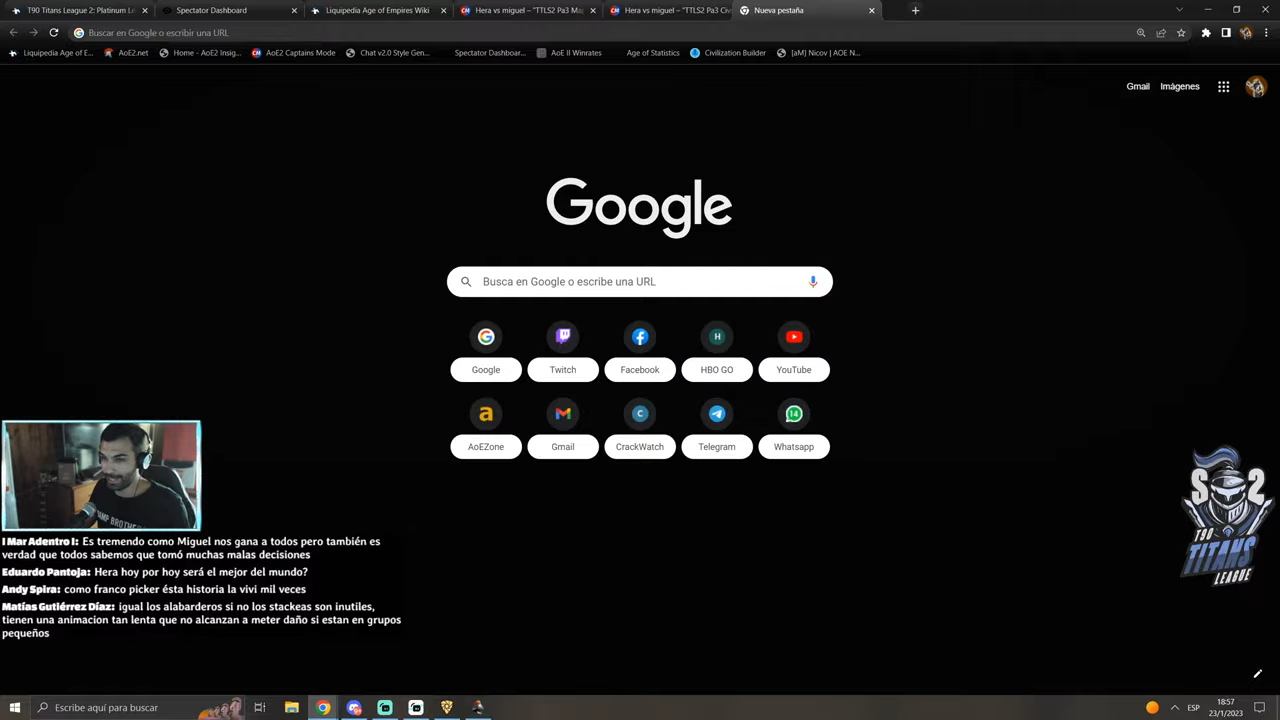 T90 Titans League 2: Platinum Le
Spectator Dashboard
Liquipedia Age of Empires Wiki
Hera vs miguel – "TTLS2 Pa3 Ma
Hera vs miguel – "TTLS2 Pa3 Civ
Nueva pestaña
Buscar en Google o escribir una URL
Liquipedia Age of E...
AoE2.net
Home - AoE2 Insig...
AoE2 Captains Mode
Chat v2.0 Style Gen...
Spectator Dashboar...
AoE II Winrates
Age of Statistics
Civilization Builder
[aM] Nicov | AOE N...
Gmail
Imágenes
Google
Busca en Google o escribe una URL
Google
Twitch
Facebook
HBO GO
YouTube
AoEZone
Gmail
CrackWatch
Telegram
Whatsapp
I Mar Adentro I: Es tremendo como Miguel nos gana a todos pero también es
verdad que todos sabemos que tomó muchas malas decisiones
Eduardo Pantoja: Hera hoy por hoy será el mejor del mundo?
Andy Spira: como franco picker ésta historia la vivi mil veces
Matías Gutiérrez Díaz: igual los alabarderos si no los stackeas son inutiles,
tienen una animacion tan lenta que no alcanzan a meter daño si estan en grupos
pequeños
S 2
T90
TITANS
LEAGUE
Escribe aquí para buscar
ESP
18:57
23/1/2023